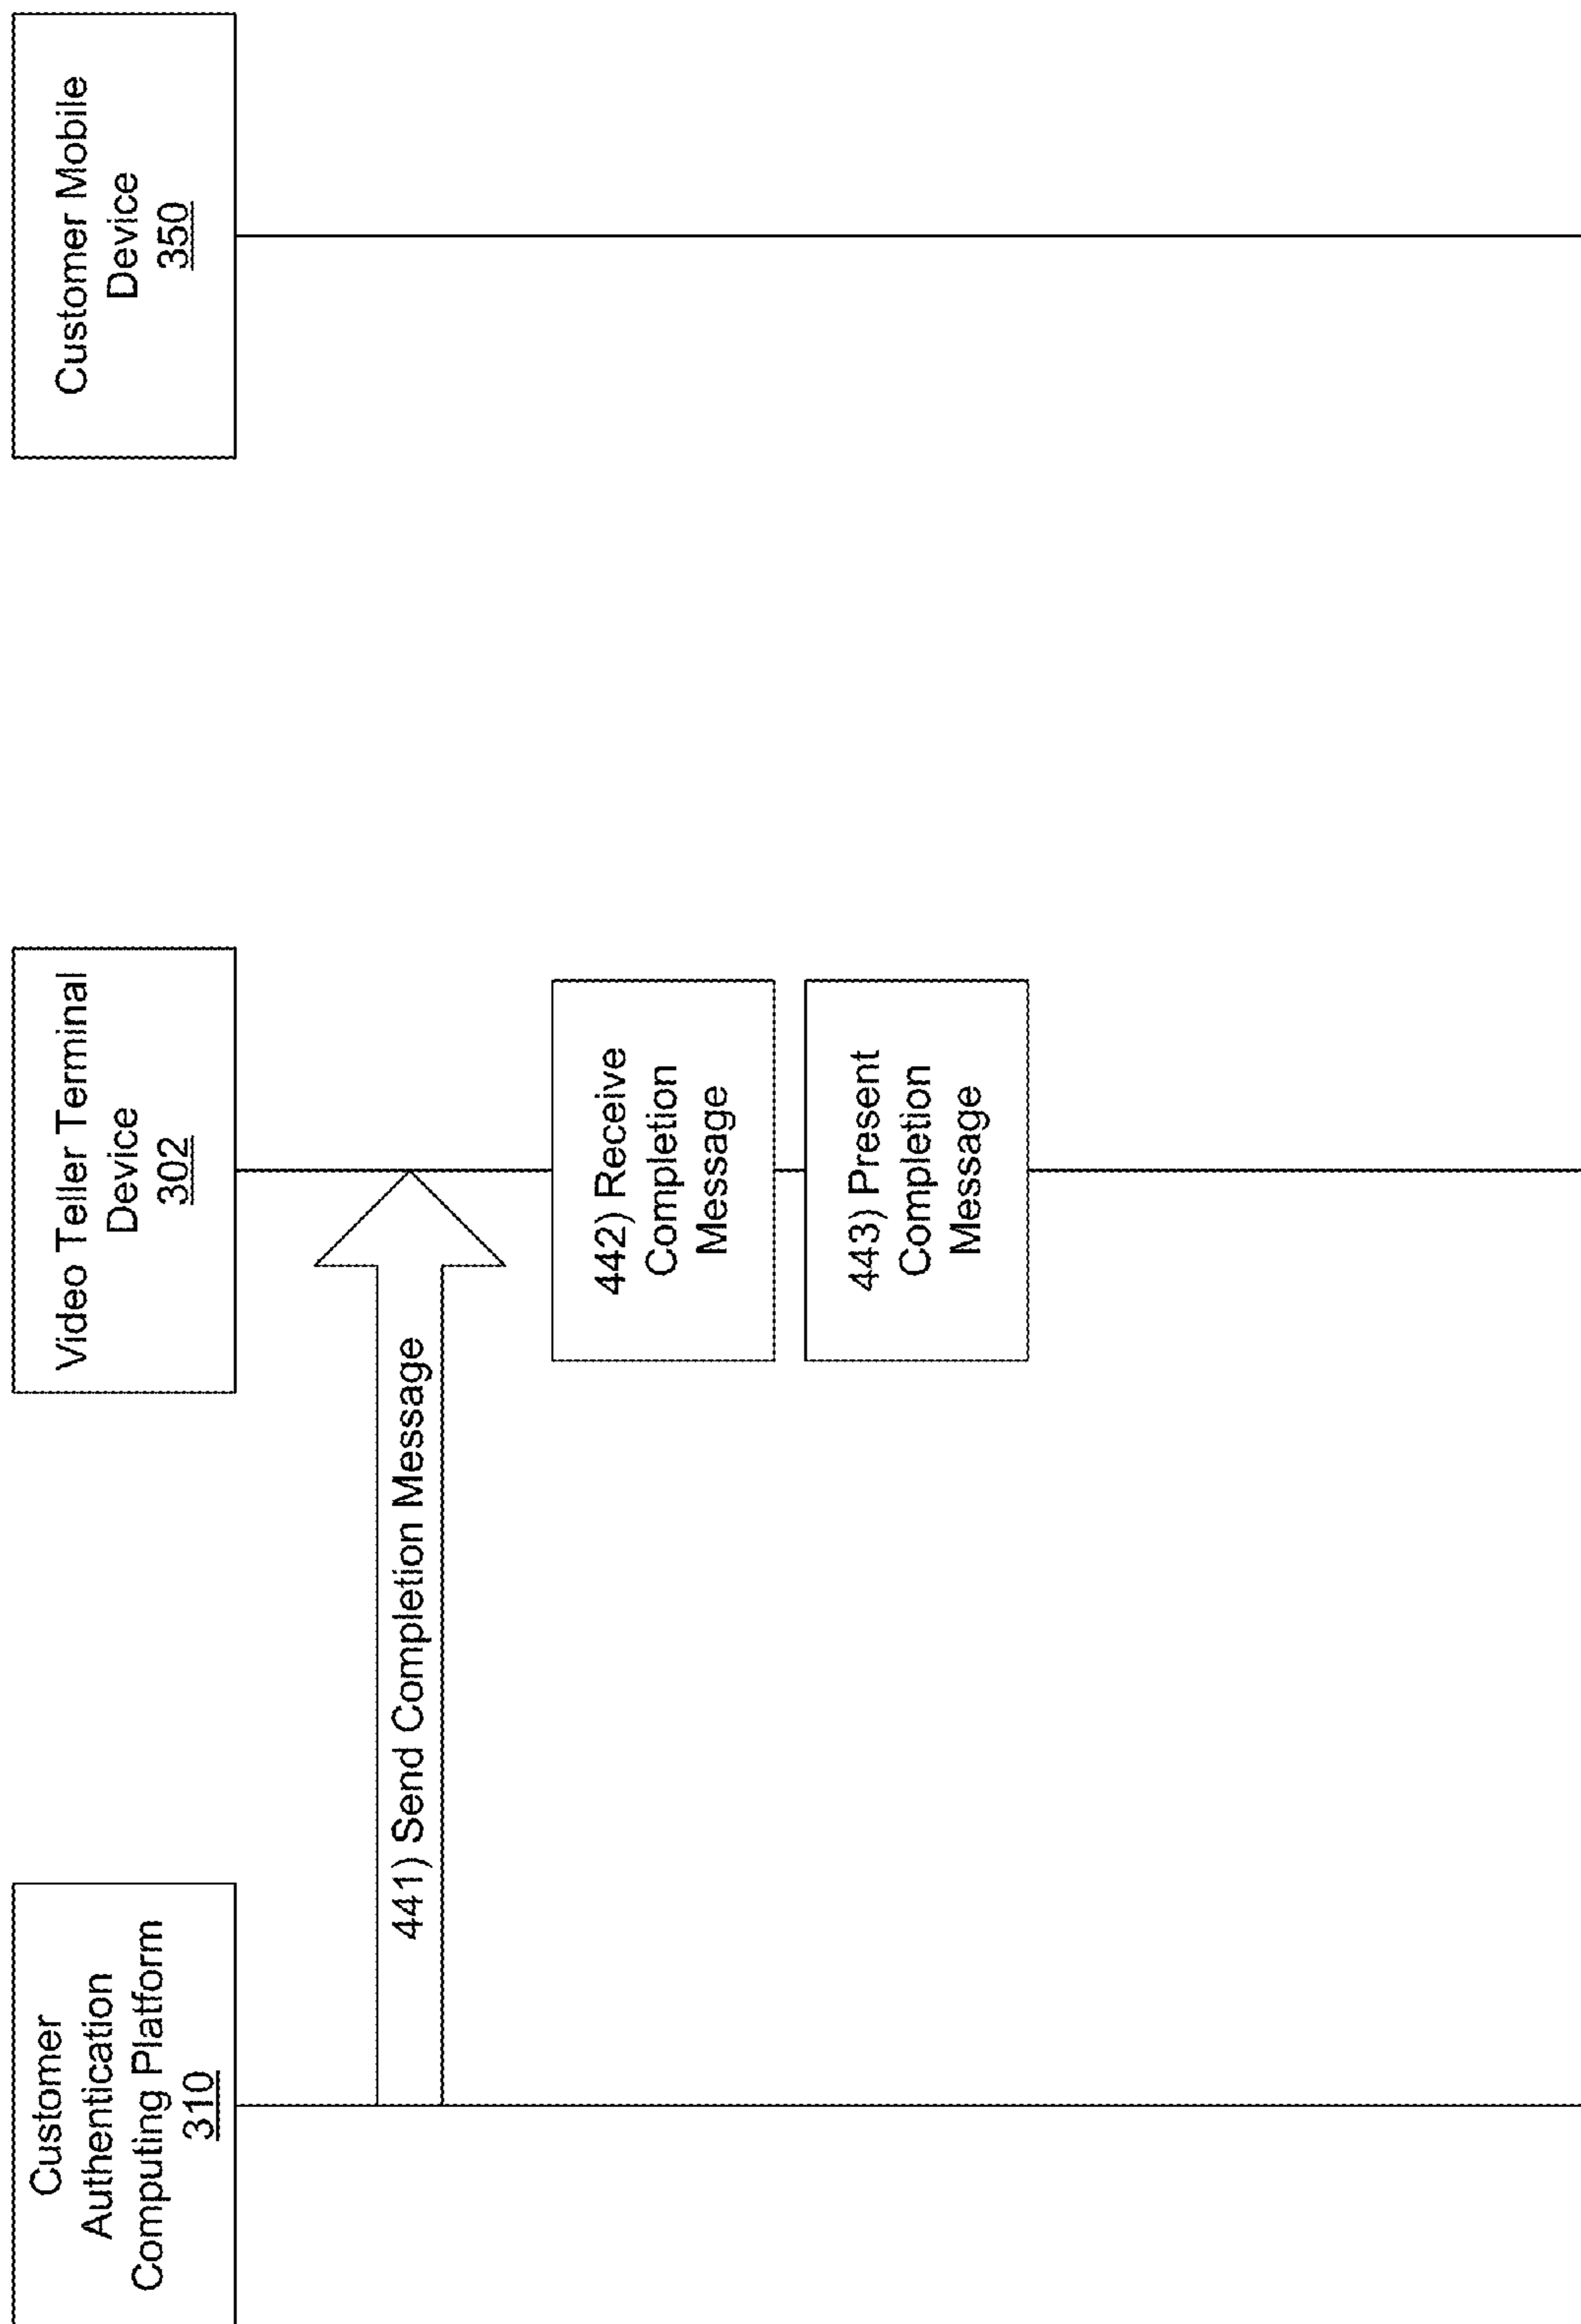 Customer
Authentication
Computing Platform
310
Video Teller Terminal
Device
302
Customer Mobile
Device
350
441) Send Completion Message
442) Receive
Completion
Message
443) Present
Completion
Message